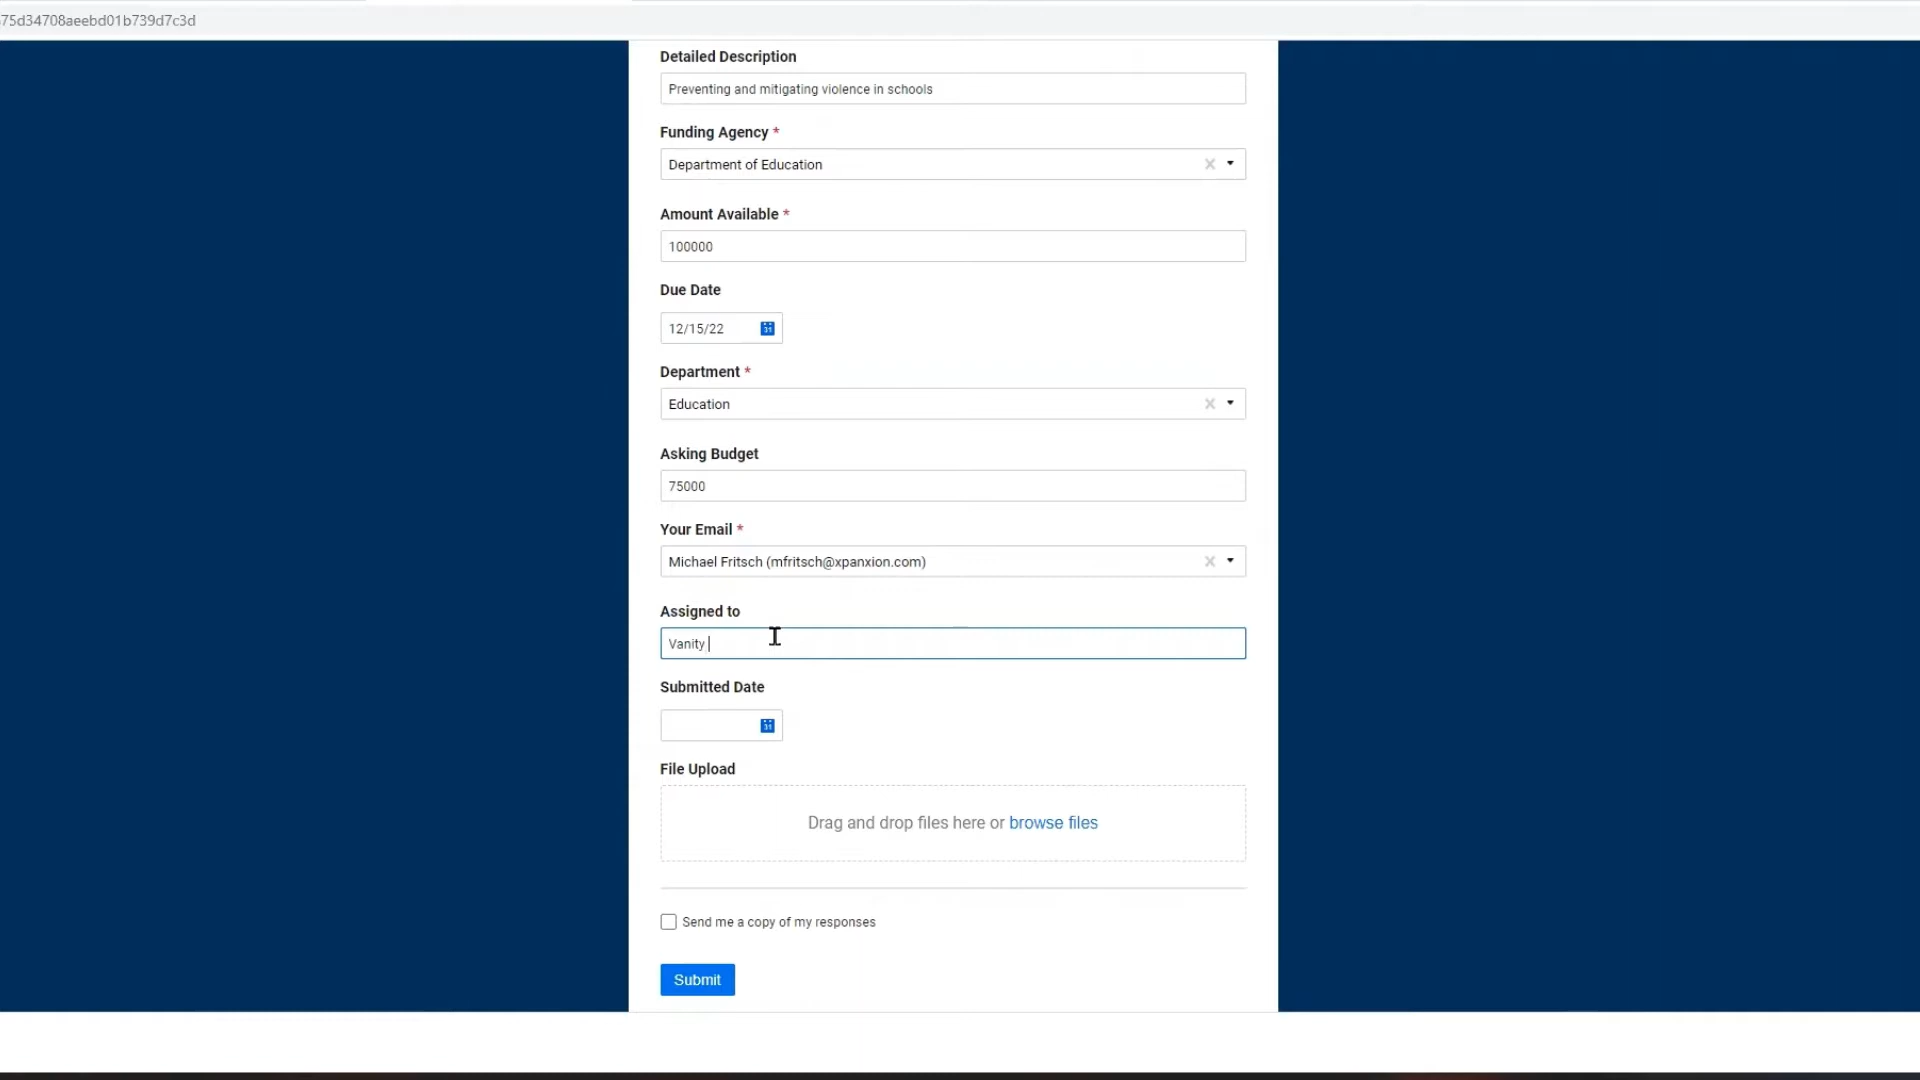 75d34708aeebd01b739d7c3d
Detailed Description
Preventing and mitigating violence in schools
Funding Agency *
Department of Education
Amount Available *
100000
Due Date
12/15/22
31
Department *
Education
Asking Budget
75000
Your Email *
Michael Fritsch (mfritsch@xpanxion.com)
Assigned to
Vanity
Submitted Date
31
File Upload
Drag and drop files here or browse files
Send me a copy of my responses
Submit